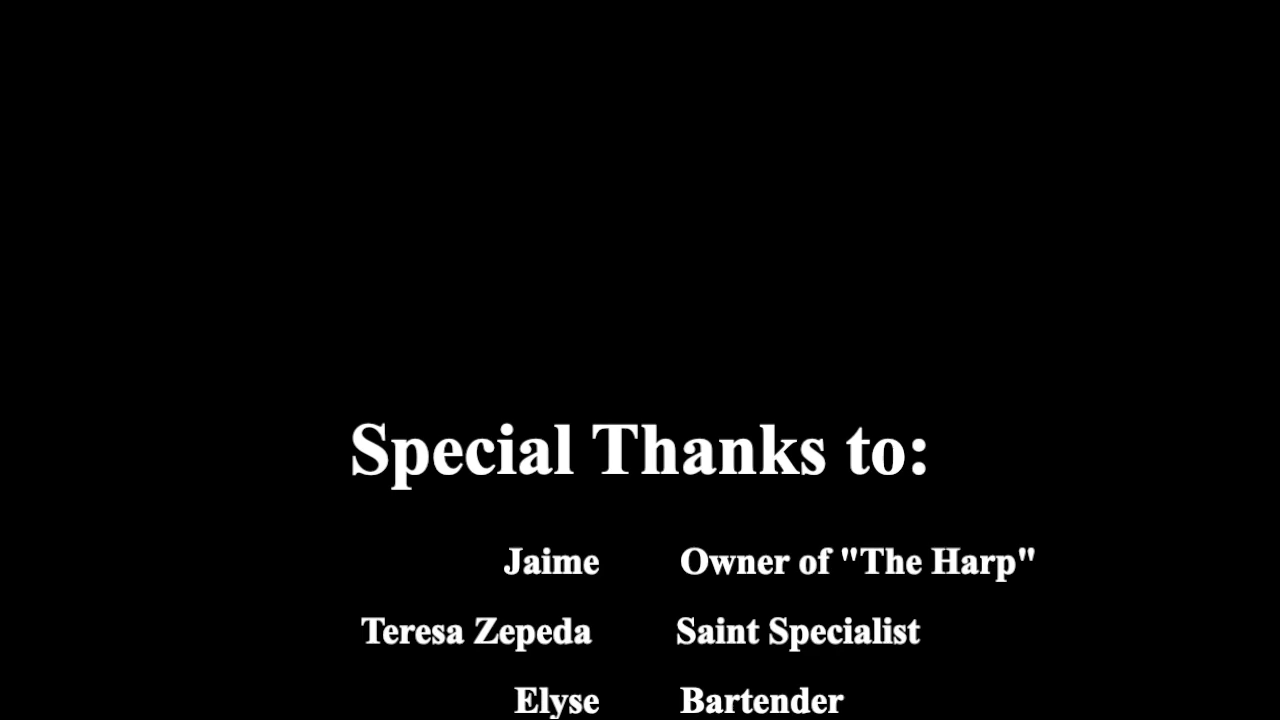 Special Thanks to:
Jaime Owner of "The Harp"
Teresa Zepeda Saint Specialist
Elyse Bartender